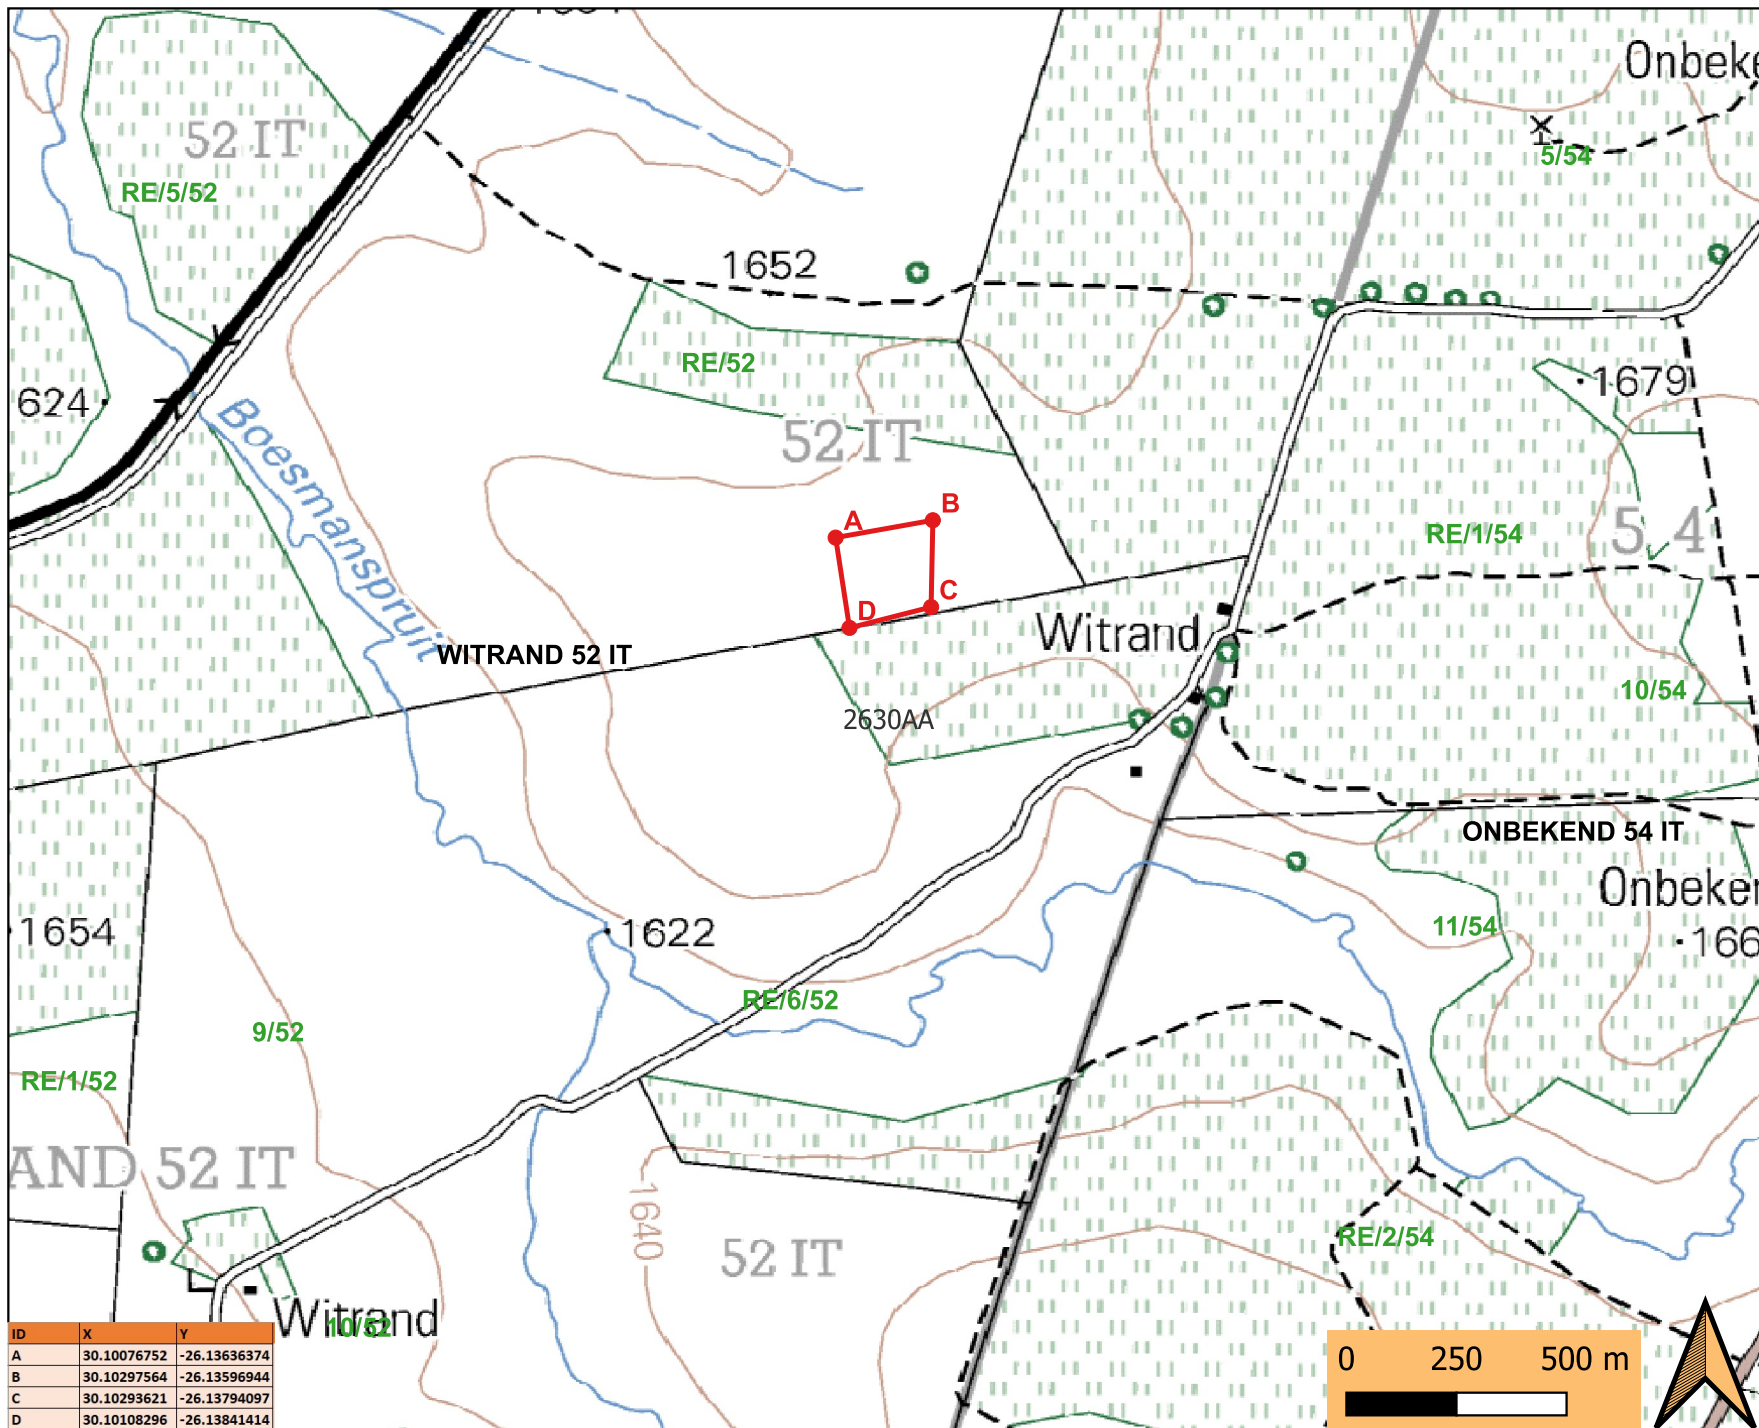 Onbeke
52 IT
5/54
RE/5/52
1652
RE/52
1679
624
Boesmanspruit
52 IT
A
B
RE/1/54
5 4
C
D
Witrand
WITRAND 52 IT
10/54
2630AA
ONBEKEND 54 IT
Onbeken
1654
1622
11/54
166
RE/6/52
9/52
RE/1/52
AND 52 IT
1640
52 IT
RE/2/54
Witrand
10/52
ID X Y
A 30.10076752 -26.13636374
B 30.10297564 -26.13596944
C 30.10293621 -26.13794097
D 30.10108296 -26.13841414
0 250 500 m